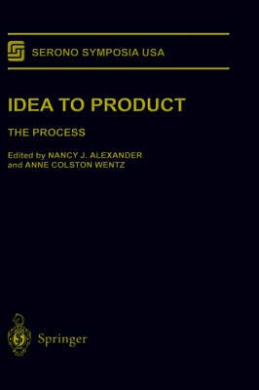 SERONO SYMPOSIA USA
IDEA TO PRODUCT
THE PROCESS
Edited by NANCY J. ALEXANDER
and ANNE COLSTON WENTZ
Springer